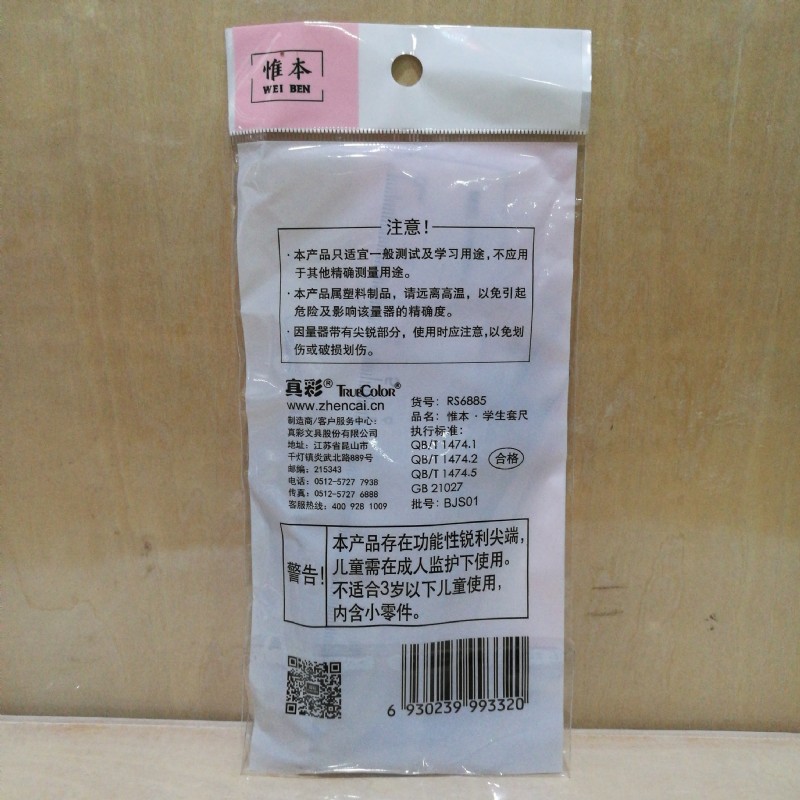 惟本®
WEI BEN
注意！
·本产品只适宜一般测试及学习用途，不应用
于其他精确测量用途。
·本产品属塑料制品，请远离高温，以免引起
危险及影响该量器的精确度。
·因量器带有尖锐部分，使用时应注意，以免划
伤或破损划伤。
真彩® TRUECOLOR®
www.zhencai.cn
制造商/客户服务中心：
真彩文具股份有限公司
地址：江苏省昆山市
千灯镇炎武北路889号
邮编：215343
电话：0512-5727 7938
传真：0512-5726 6888
客服热线：400 928 1009
货号：RS6885
品名：惟本·学生套尺
执行标准：
QB/T 1474.1
QB/T 1474.2
QB/T 1474.5
GB 21027
批号：BJS01
合格
警告！
本产品存在功能性锐利尖端，
儿童需在成人监护下使用。
不适合3岁以下儿童使用，
内含小零件。
6 930239 993320